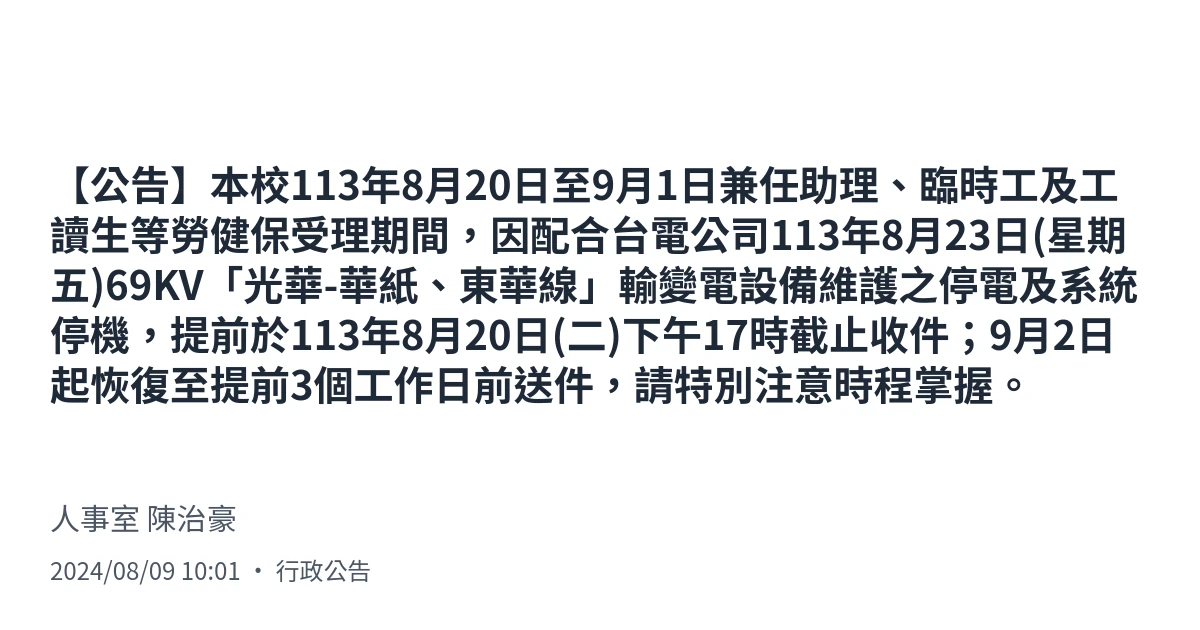 【公告】本校113年8月20日至9月1日兼任助理、臨時工及工
讀生等勞健保受理期間，因配合台電公司113年8月23日(星期
五)69KV「光華-華紙、東華線」輸變電設備維護之停電及系統
停機，提前於113年8月20日(二)下午17時截止收件；9月2日
起恢復至提前3個工作日前送件，請特別注意時程掌握。
人事室 陳治豪
2024/08/09 10:01 · 行政公告